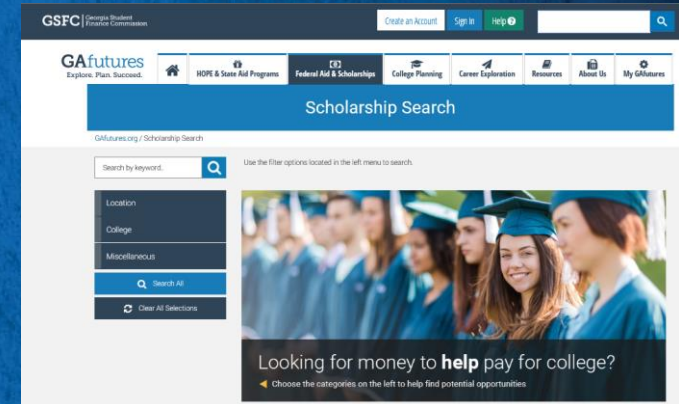 GSFC Georgia Student
Finance Commission
Create an Account Sign In Help
GAfutures
Explore. Plan. Succeed.
HOPE & State Aid Programs Federal Aid & Scholarships College Planning Career Exploration Resources About Us My GAfutures
Scholarship Search
GAfutures.org / Scholarship Search
Search by keyword.. Use the filter options located in the left menu to search.
Location
College
Miscellaneous
Search All
Clear All Selections
Looking for money to help pay for college?
Choose the categories on the left to help find potential opportunities